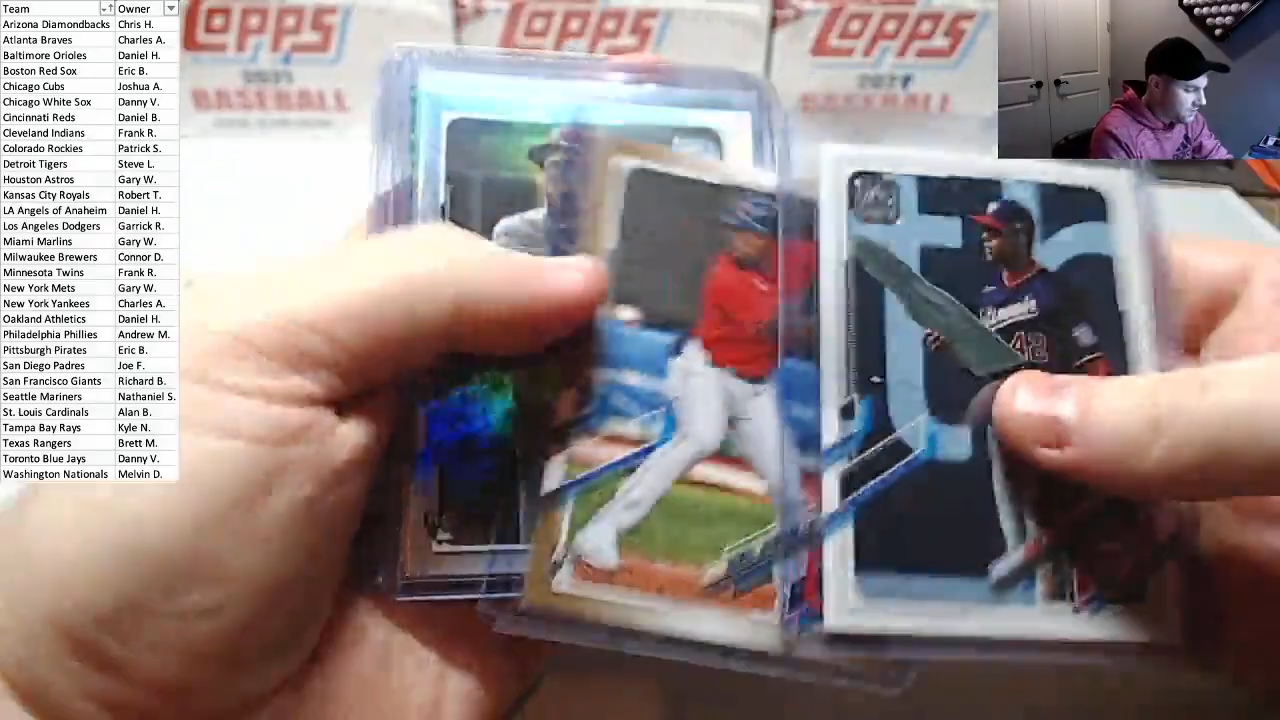 Team Owner
Arizona Diamondbacks Chris H.
Atlanta Braves Charles A.
Baltimore Orioles Daniel H.
Boston Red Sox Eric B.
Chicago Cubs Joshua A.
Chicago White Sox Danny V.
Cincinnati Reds Daniel B.
Cleveland Indians Frank R.
Colorado Rockies Patrick S.
Detroit Tigers Steve L.
Houston Astros Gary W.
Kansas City Royals Robert T.
LA Angels of Anaheim Daniel H.
Los Angeles Dodgers Garrick R.
Miami Marlins Gary W.
Milwaukee Brewers Connor D.
Minnesota Twins Frank R.
New York Mets Gary W.
New York Yankees Charles A.
Oakland Athletics Daniel H.
Philadelphia Phillies Andrew M.
Pittsburgh Pirates Eric B.
San Diego Padres Joe F.
San Francisco Giants Richard B.
Seattle Mariners Nathaniel S.
St. Louis Cardinals Alan B.
Tampa Bay Rays Kyle N.
Texas Rangers Brett M.
Toronto Blue Jays Danny V.
Washington Nationals Melvin D.
TOPPS TOPPS TOPPS
2021 2021
BASEBALL BASEBALL
42